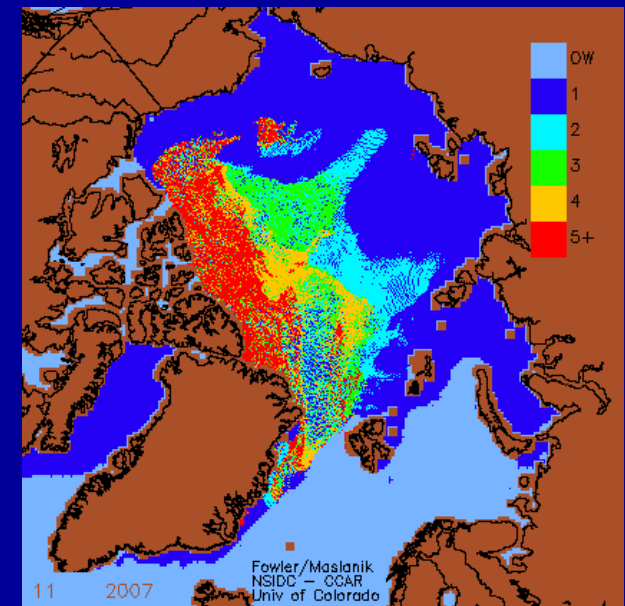 OW
1
2
3
4
5+
Fowler/Maslanik
NSIDC – CCAR
Univ of Colorado
11 2007